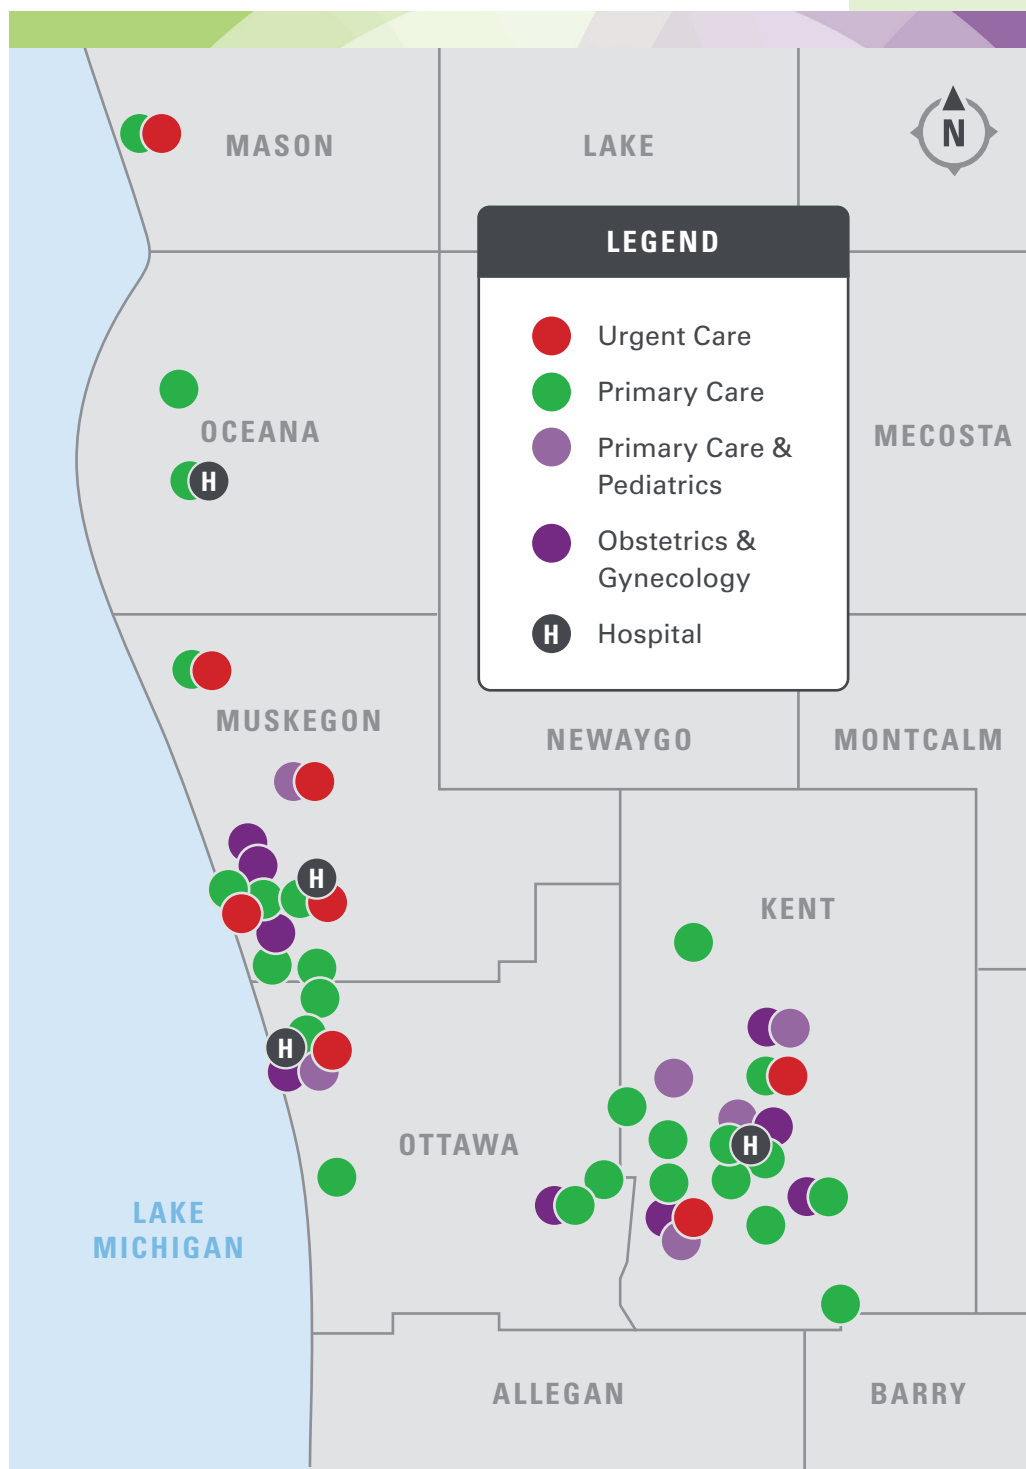 MASON
LAKE
N
LEGEND
Urgent Care
Primary Care
Primary Care &
Pediatrics
Obstetrics &
Gynecology
H Hospital
OCEANA
MECOSTA
H
MUSKEGON
NEWAYGO
MONTCALM
H
KENT
H
OTTAWA
H
LAKE
MICHIGAN
ALLEGAN
BARRY